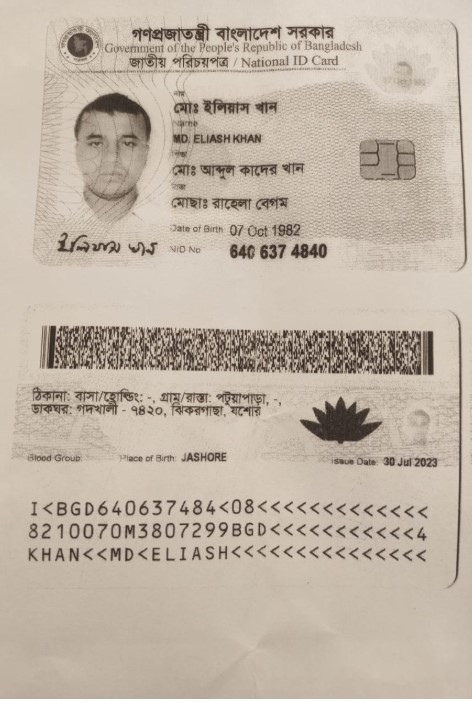 গণপ্রজাতন্ত্রী বাংলাদেশ সরকার
Government of the People's Republic of Bangladesh
জাতীয় পরিচয়পত্র / National ID Card
নাম
মোঃ ইলিয়াস খান
Name
MD. ELIASH KHAN
পিতা
মোঃ আব্দুল কাদের খান
মাতা
মোছাঃ রাহেলা বেগম
Date of Birth 07 Oct 1982
ইলিয়াস খান
NID No 640 637 4840
ঠিকানা: বাসা/হোল্ডিং: -, গ্রাম/রাস্তা: পটুয়াপাড়া, -,
ডাকঘর: গদখালী - ৭৪২০, ঝিকরগাছা, যশোর
Blood Group: Place of Birth: JASHORE Issue Date: 30 Jul 2023
I<BGD640637484<08<<<<<<<<<<<<<
8210070M3807299BGD<<<<<<<<<<<4
KHAN<<MD<ELIASH<<<<<<<<<<<<<<<